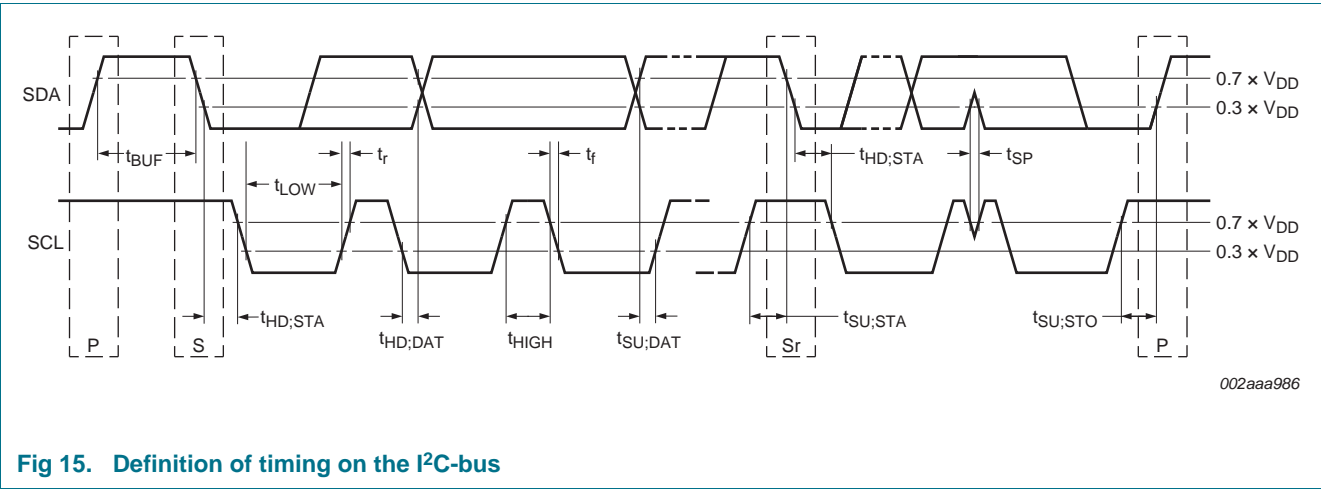 SDA
0.7 × VDD
0.3 × VDD
tBUF
tr
tf
tHD;STA
tSP
tLOW
SCL
0.7 × VDD
0.3 × VDD
tHD;STA
tHD;DAT
tHIGH
tSU;DAT
tSU;STA
tSU;STO
P
S
Sr
P
002aaa986
Fig 15. Definition of timing on the I²C-bus